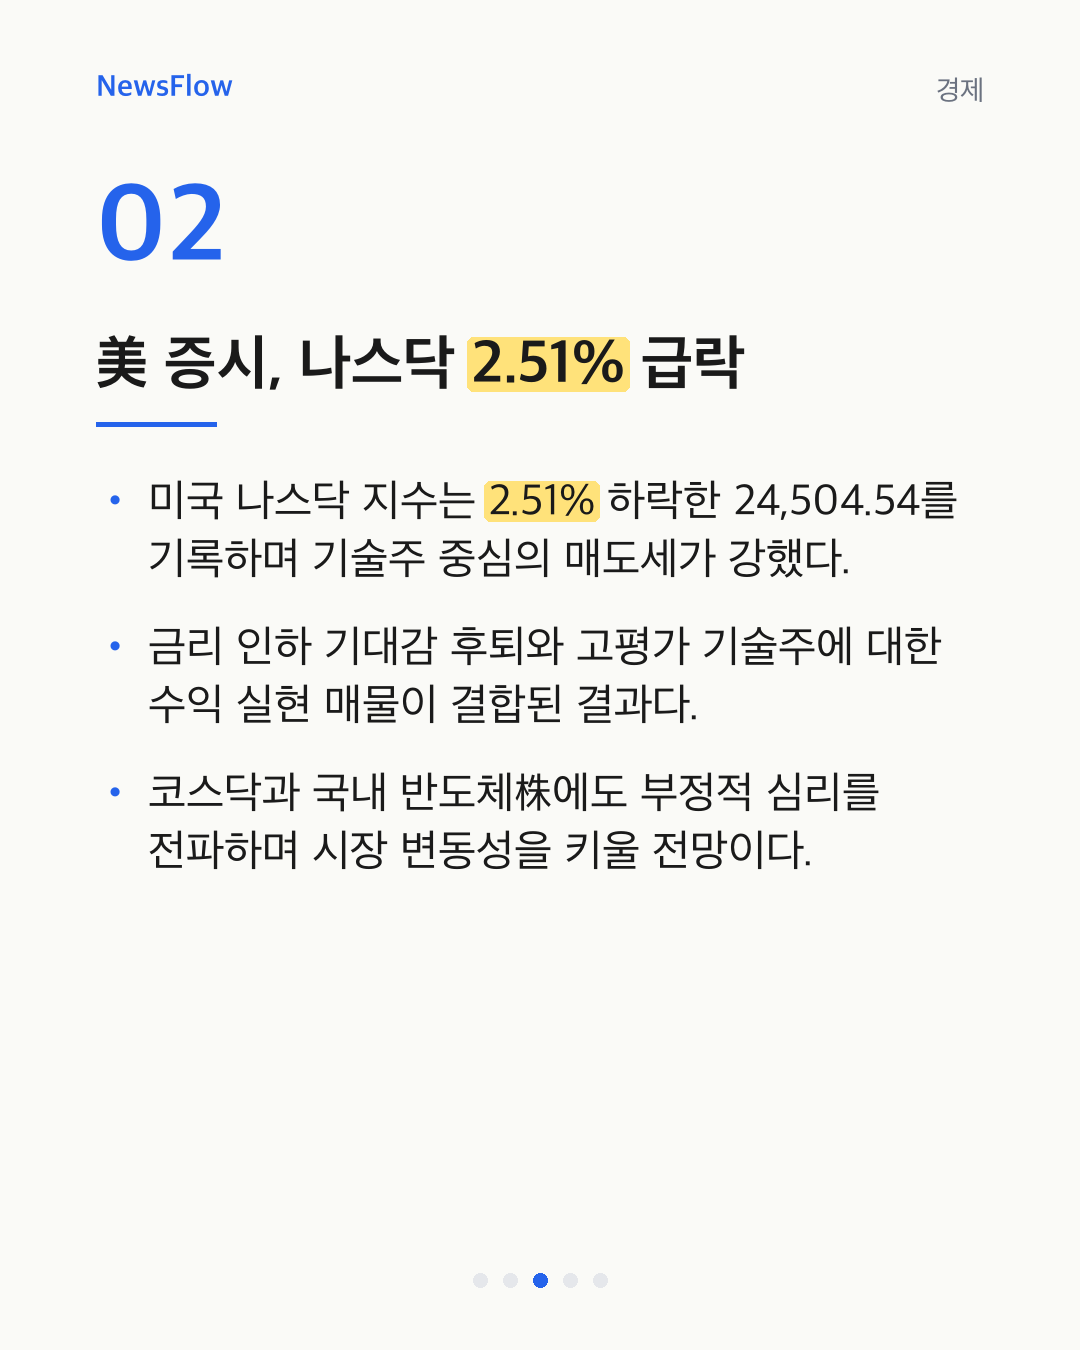 NewsFlow
경제
02
美 증시, 나스닥 2.51% 급락
• 미국 나스닥 지수는 2.51% 하락한 24,504.54를
기록하며 기술주 중심의 매도세가 강했다.
• 금리 인하 기대감 후퇴와 고평가 기술주에 대한
수익 실현 매물이 결합된 결과다.
• 코스닥과 국내 반도체株에도 부정적 심리를
전파하며 시장 변동성을 키울 전망이다.